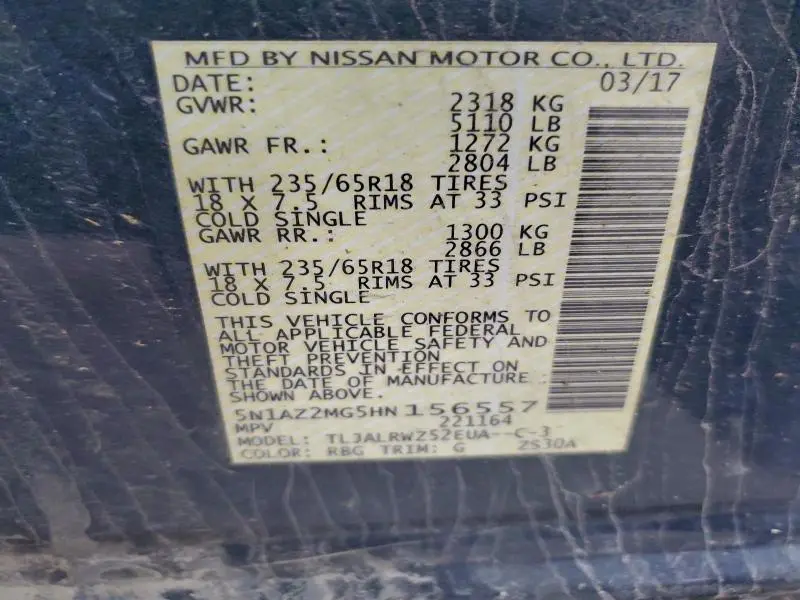 MFD BY NISSAN MOTOR CO., LTD.
DATE: 03/17
GVWR: 2318 KG
5110 LB
GAWR FR.: 1272 KG
2804 LB
WITH 235/65R18 TIRES
18 X 7.5 RIMS AT 33 PSI
COLD SINGLE
GAWR RR.: 1300 KG
2866 LB
WITH 235/65R18 TIRES
18 X 7.5 RIMS AT 33 PSI
COLD SINGLE
THIS VEHICLE CONFORMS TO
ALL APPLICABLE FEDERAL
MOTOR VEHICLE SAFETY AND
THEFT PREVENTION
STANDARDS IN EFFECT ON
THE DATE OF MANUFACTURE
SHOWN ABOVE.
5N1AZ2MG5HN156557
MPV 221164
MODEL: TLJALRWZ52EUA--C-3
COLOR: RBG TRIM: G ZS30A